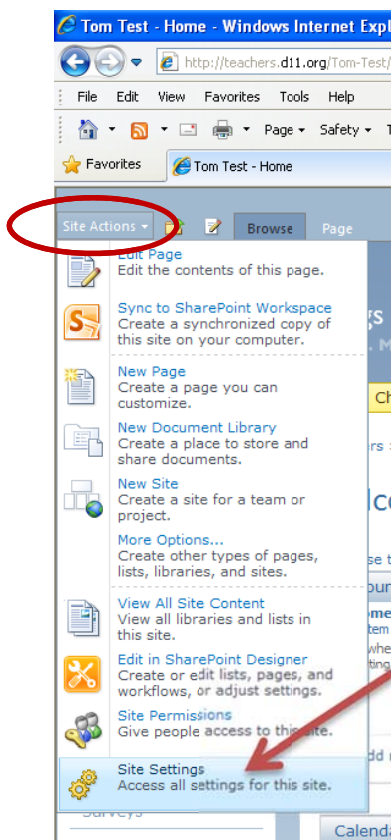 Tom Test - Home - Windows Internet Expl
http://teachers.d11.org/Tom-Test/
File Edit View Favorites Tools Help
Page Safety T
Favorites Tom Test - Home
Site Actions Browse Page
Edit Page
Edit the contents of this page.
Sync to SharePoint Workspace
Create a synchronized copy of
this site on your computer.
New Page
Create a page you can
customize.
New Document Library
Create a place to store and
share documents.
New Site
Create a site for a team or
project.
More Options...
Create other types of pages,
lists, libraries, and sites.
View All Site Content
View all libraries and lists in
this site.
Edit in SharePoint Designer
Create or edit lists, pages, and
workflows, or adjust settings.
Site Permissions
Give people access to this site.
Site Settings
Access all settings for this site.
Surveys
Calenda